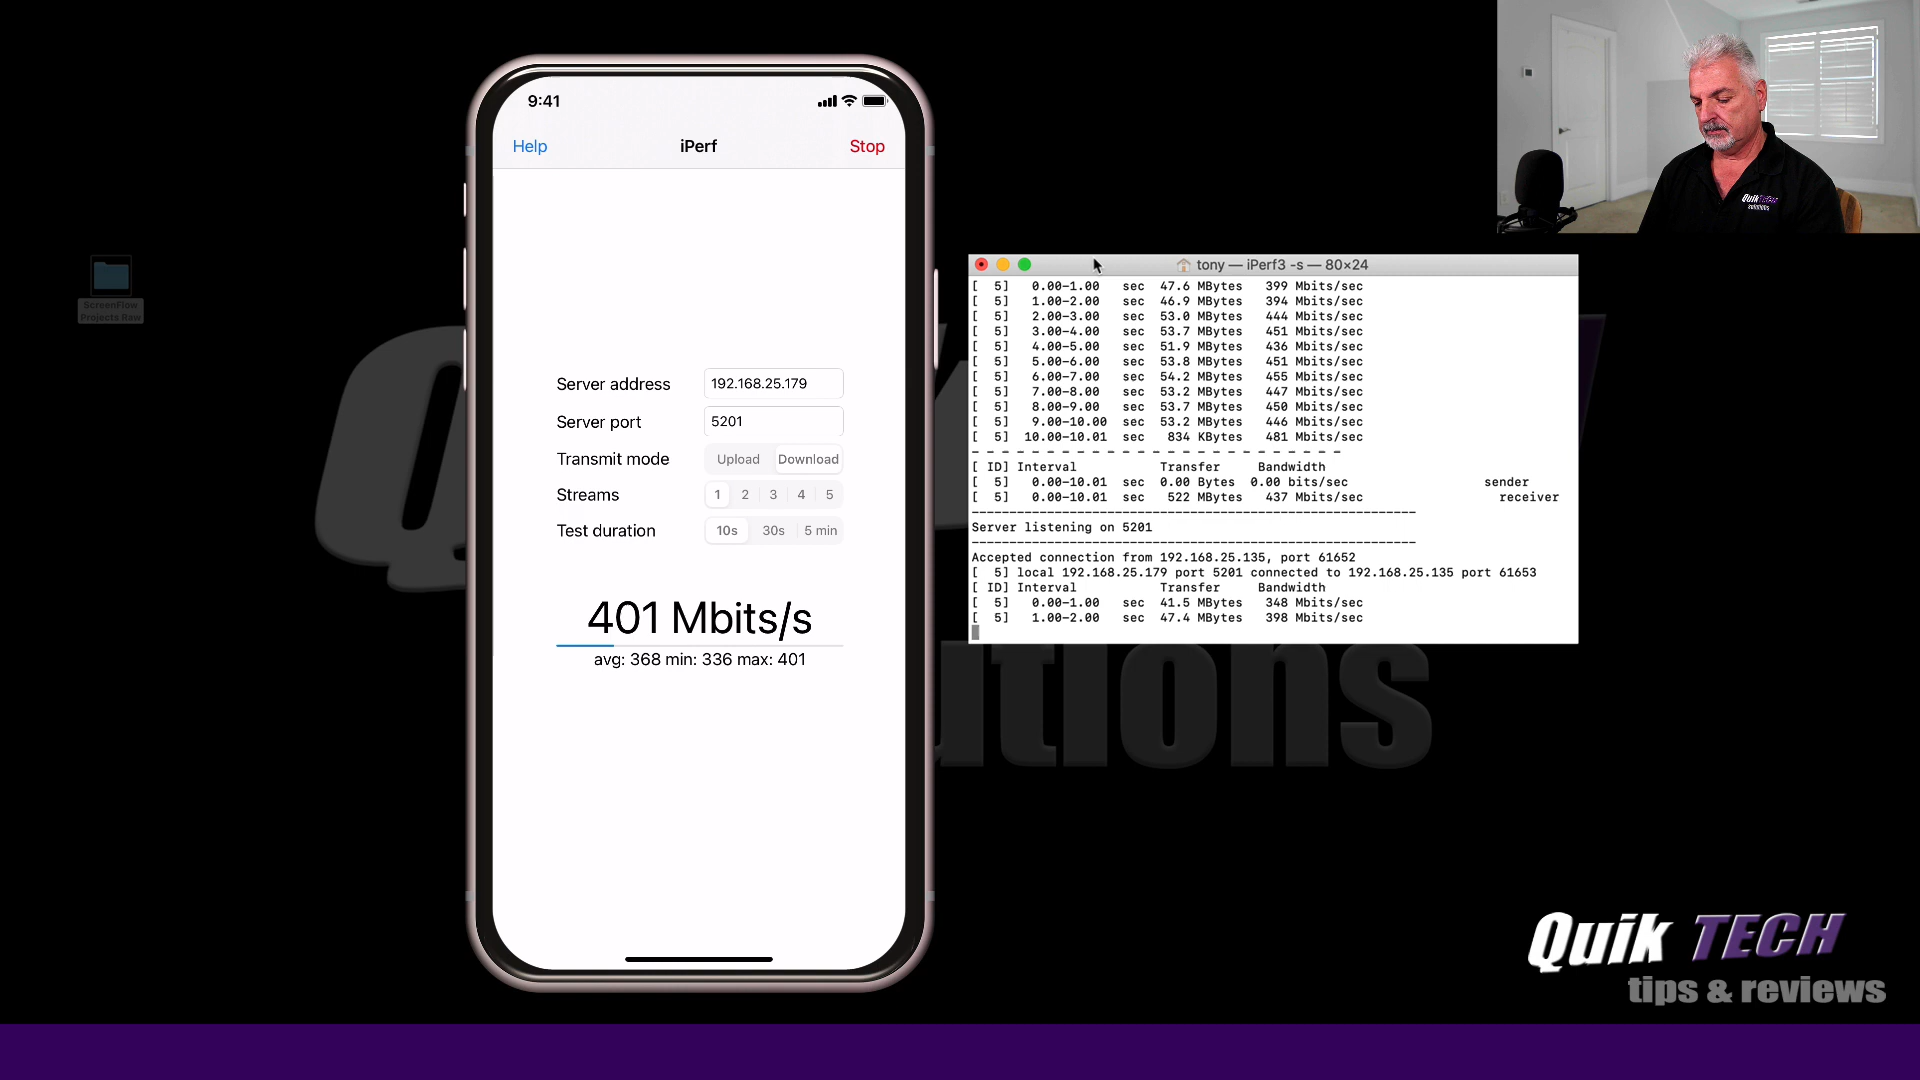 9:41
Help iPerf Stop
Server address 192.168.25.179
Server port 5201
Transmit mode Upload Download
Streams 1 2 3 4 5
Test duration 10s 30s 5 min
401 Mbits/s
avg: 368 min: 336 max: 401
ScreenFlow
Projects Raw
tony — iPerf3 -s — 80×24
[  5]   0.00-1.00   sec  47.6 MBytes   399 Mbits/sec
[  5]   1.00-2.00   sec  46.9 MBytes   394 Mbits/sec
[  5]   2.00-3.00   sec  53.0 MBytes   444 Mbits/sec
[  5]   3.00-4.00   sec  53.7 MBytes   451 Mbits/sec
[  5]   4.00-5.00   sec  51.9 MBytes   436 Mbits/sec
[  5]   5.00-6.00   sec  53.8 MBytes   451 Mbits/sec
[  5]   6.00-7.00   sec  54.2 MBytes   455 Mbits/sec
[  5]   7.00-8.00   sec  53.2 MBytes   447 Mbits/sec
[  5]   8.00-9.00   sec  53.7 MBytes   450 Mbits/sec
[  5]   9.00-10.00  sec  53.2 MBytes   446 Mbits/sec
[  5]  10.00-10.01  sec   834 KBytes   481 Mbits/sec
- - - - - - - - - - - - - - - - - - - - - - - - -
[ ID] Interval           Transfer     Bandwidth
[  5]   0.00-10.01  sec  0.00 Bytes  0.00 bits/sec                  sender
[  5]   0.00-10.01  sec   522 MBytes   437 Mbits/sec                  receiver
-----------------------------------------------------------
Server listening on 5201
-----------------------------------------------------------
Accepted connection from 192.168.25.135, port 61652
[  5] local 192.168.25.179 port 5201 connected to 192.168.25.135 port 61653
[ ID] Interval           Transfer     Bandwidth
[  5]   0.00-1.00   sec  41.5 MBytes   348 Mbits/sec
[  5]   1.00-2.00   sec  47.4 MBytes   398 Mbits/sec
QuikTECH
solutions
Quik TECH
tips & reviews